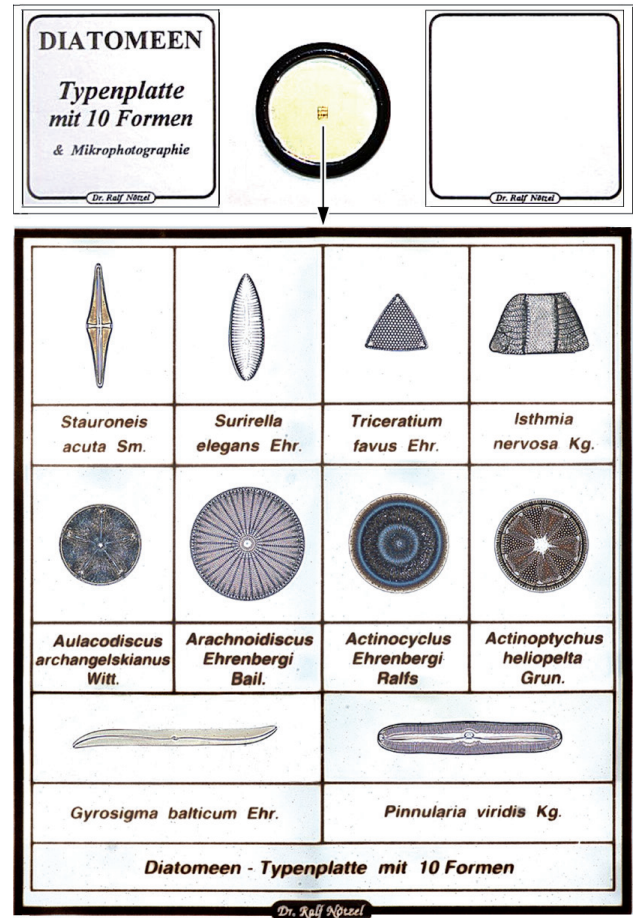 DIATOMEEN
Typenplatte
mit 10 Formen
& Mikrophotographie
Dr. Ralf Nötzel
Dr. Ralf Nötzel
Stauroneis
acuta Sm.
Surirella
elegans Ehr.
Triceratium
favus Ehr.
Isthmia
nervosa Kg.
Aulacodiscus
archangelskianus
Witt.
Arachnoidiscus
Ehrenbergi
Bail.
Actinocyclus
Ehrenbergi
Ralfs
Actinoptychus
heliopelta
Grun.
Gyrosigma balticum Ehr.
Pinnularia viridis Kg.
Diatomeen - Typenplatte mit 10 Formen
Dr. Ralf Nötzel